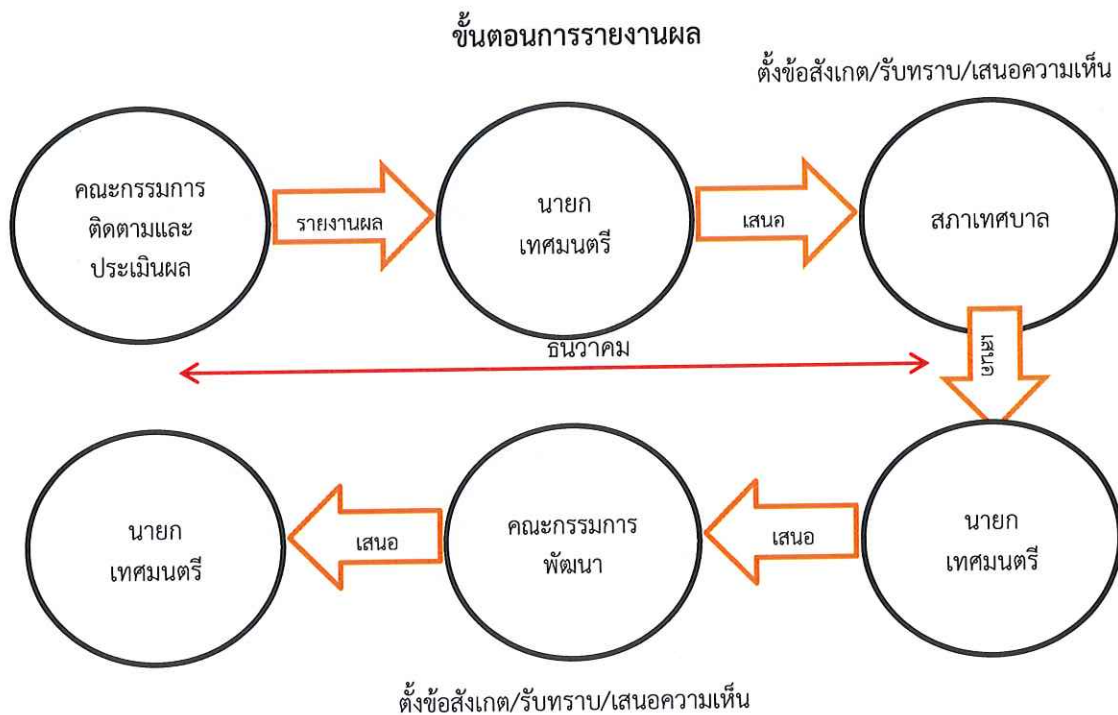 ขั้นตอนการรายงานผล
ตั้งข้อสังเกต/รับทราบ/เสนอความเห็น
คณะกรรมการ
ติดตามและ
ประเมินผล
รายงานผล
นายก
เทศมนตรี
เสนอ
สภาเทศบาล
เสนอ
ธันวาคม
นายก
เทศมนตรี
เสนอ
คณะกรรมการ
พัฒนา
เสนอ
นายก
เทศมนตรี
ตั้งข้อสังเกต/รับทราบ/เสนอความเห็น